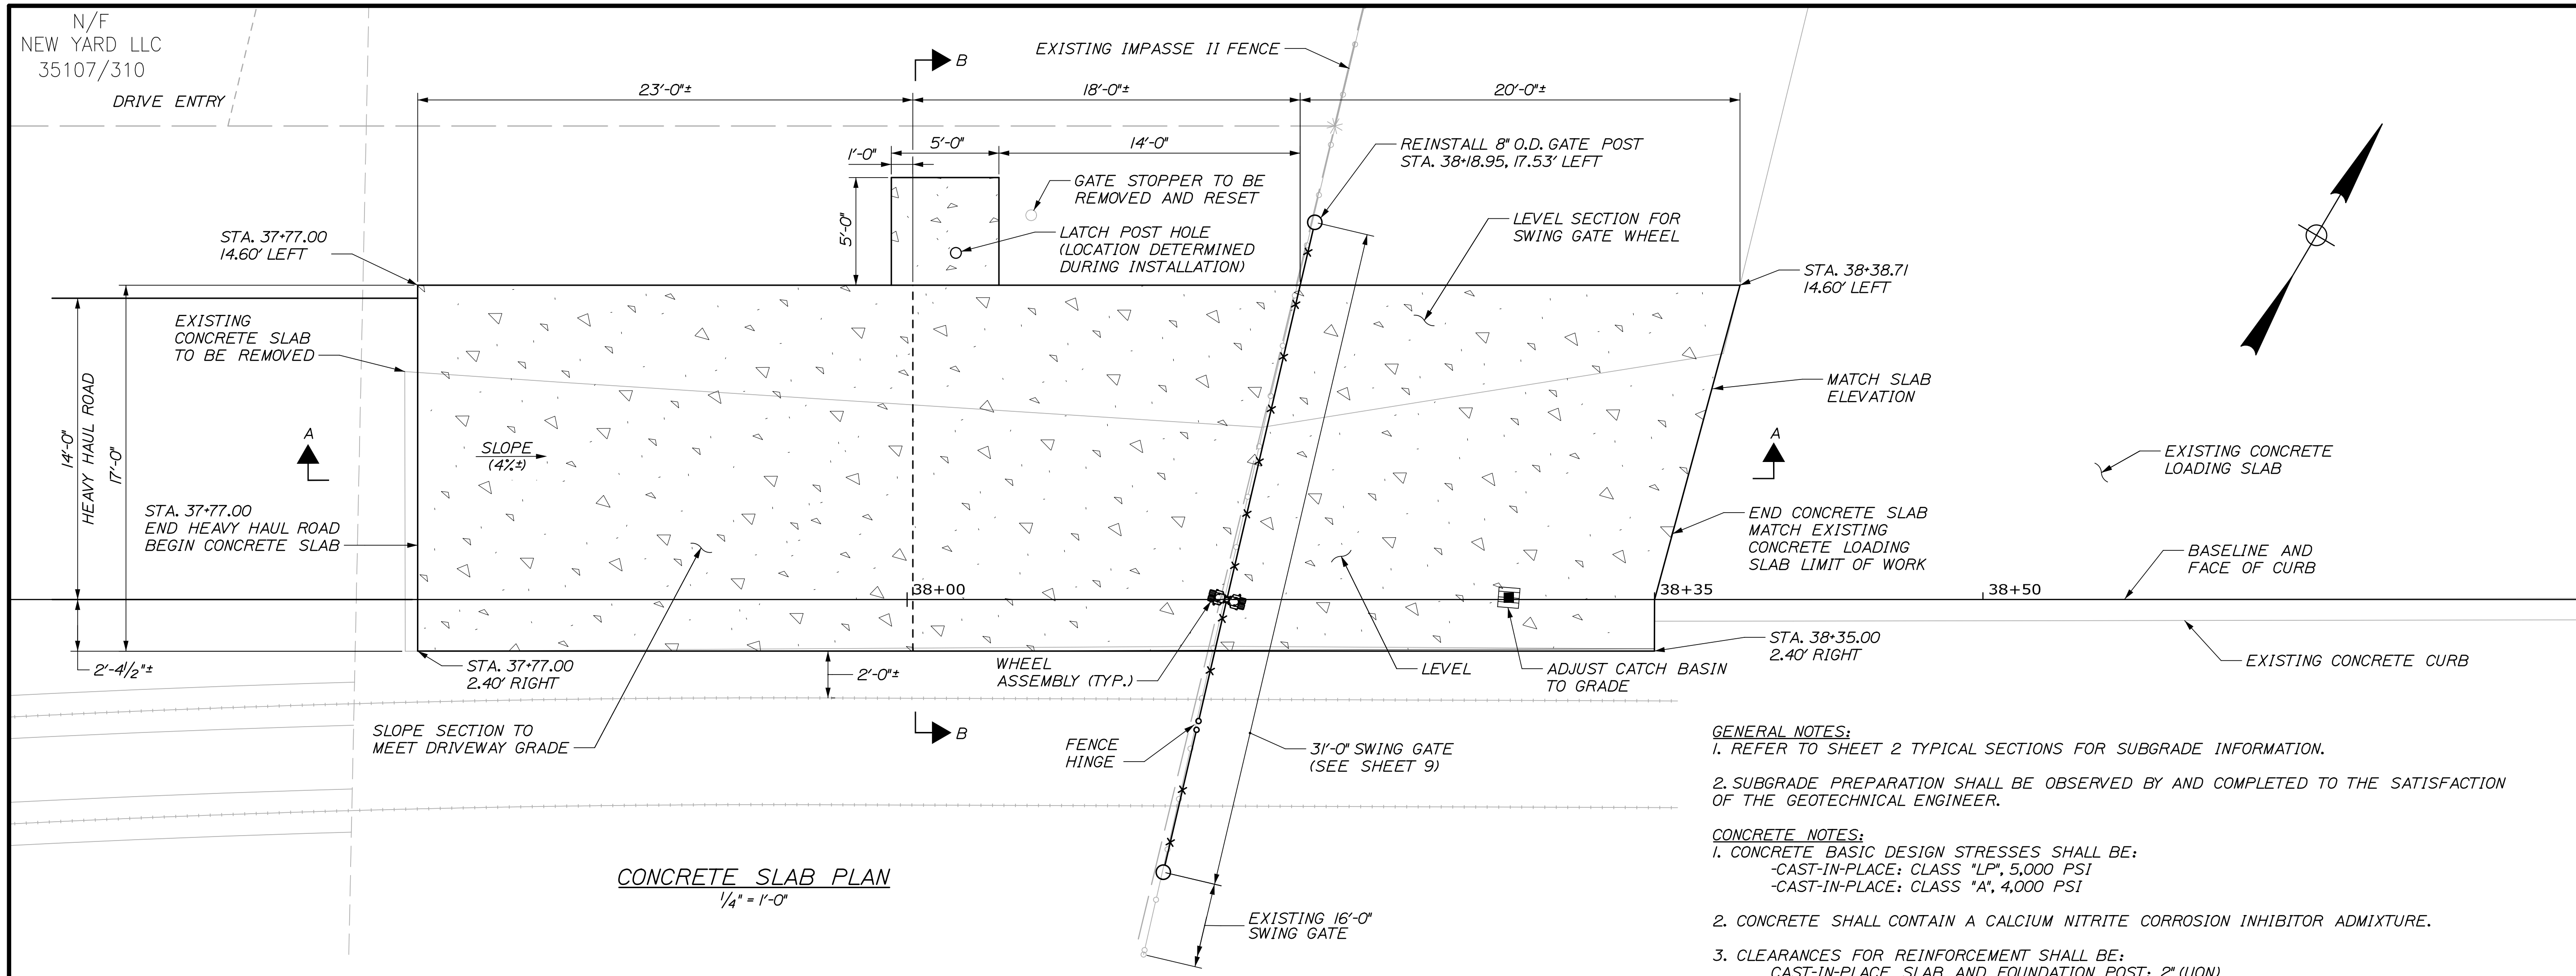 N/F
NEW YARD LLC
35107/310
DRIVE ENTRY
B
EXISTING IMPASSE II FENCE
23'-0"±
18'-0"±
20'-0"±
1'-0"
5'-0"
14'-0"
REINSTALL 8" O.D. GATE POST
STA. 38+18.95, 17.53' LEFT
GATE STOPPER TO BE
REMOVED AND RESET
5'-0"
LATCH POST HOLE
(LOCATION DETERMINED
DURING INSTALLATION)
LEVEL SECTION FOR
SWING GATE WHEEL
STA. 37+77.00
14.60' LEFT
STA. 38+38.71
14.60' LEFT
EXISTING
CONCRETE SLAB
TO BE REMOVED
14'-0"
HEAVY HAUL ROAD
17'-0"
MATCH SLAB
ELEVATION
A
SLOPE
(4%±)
A
EXISTING CONCRETE
LOADING SLAB
STA. 37+77.00
END HEAVY HAUL ROAD
BEGIN CONCRETE SLAB
END CONCRETE SLAB
MATCH EXISTING
CONCRETE LOADING
SLAB LIMIT OF WORK
BASELINE AND
FACE OF CURB
38+00
38+35
38+50
2'-4 1/2"±
STA. 37+77.00
2.40' RIGHT
2'-0"±
WHEEL
ASSEMBLY (TYP.)
LEVEL
ADJUST CATCH BASIN
TO GRADE
STA. 38+35.00
2.40' RIGHT
EXISTING CONCRETE CURB
SLOPE SECTION TO
MEET DRIVEWAY GRADE
B
FENCE
HINGE
31'-0" SWING GATE
(SEE SHEET 9)
EXISTING 16'-0"
SWING GATE
CONCRETE SLAB PLAN
1/4" = 1'-0"
GENERAL NOTES:
1. REFER TO SHEET 2 TYPICAL SECTIONS FOR SUBGRADE INFORMATION.
2. SUBGRADE PREPARATION SHALL BE OBSERVED BY AND COMPLETED TO THE SATISFACTION
OF THE GEOTECHNICAL ENGINEER.
CONCRETE NOTES:
1. CONCRETE BASIC DESIGN STRESSES SHALL BE:
-CAST-IN-PLACE: CLASS "LP", 5,000 PSI
-CAST-IN-PLACE: CLASS "A", 4,000 PSI
2. CONCRETE SHALL CONTAIN A CALCIUM NITRITE CORROSION INHIBITOR ADMIXTURE.
3. CLEARANCES FOR REINFORCEMENT SHALL BE:
CAST-IN-PLACE SLAB AND FOUNDATION POST: 2" (UON)